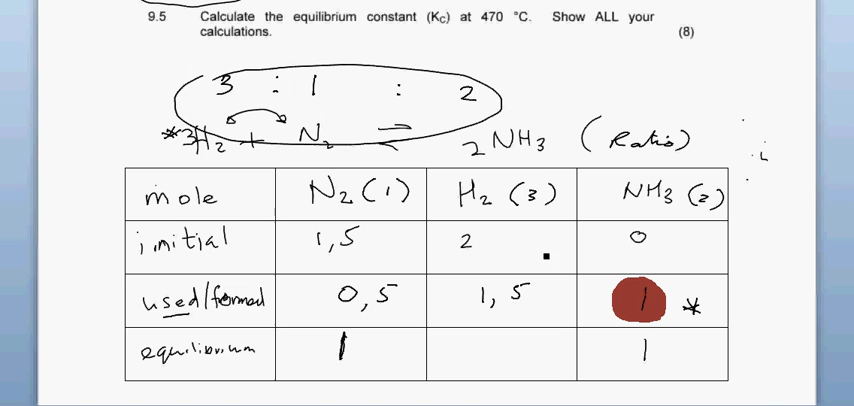 9.5 Calculate the equilibrium constant (KC) at 470 °C. Show ALL your
calculations.
(8)
3 : 1 : 2
*3H2 + N2 ⇌ 2NH3 (Ratio)
mole N2(1) H2(3) NH3(2)
initial 1,5 2 0
used/formed 0,5 1,5 1 *
equilibrium 1 1